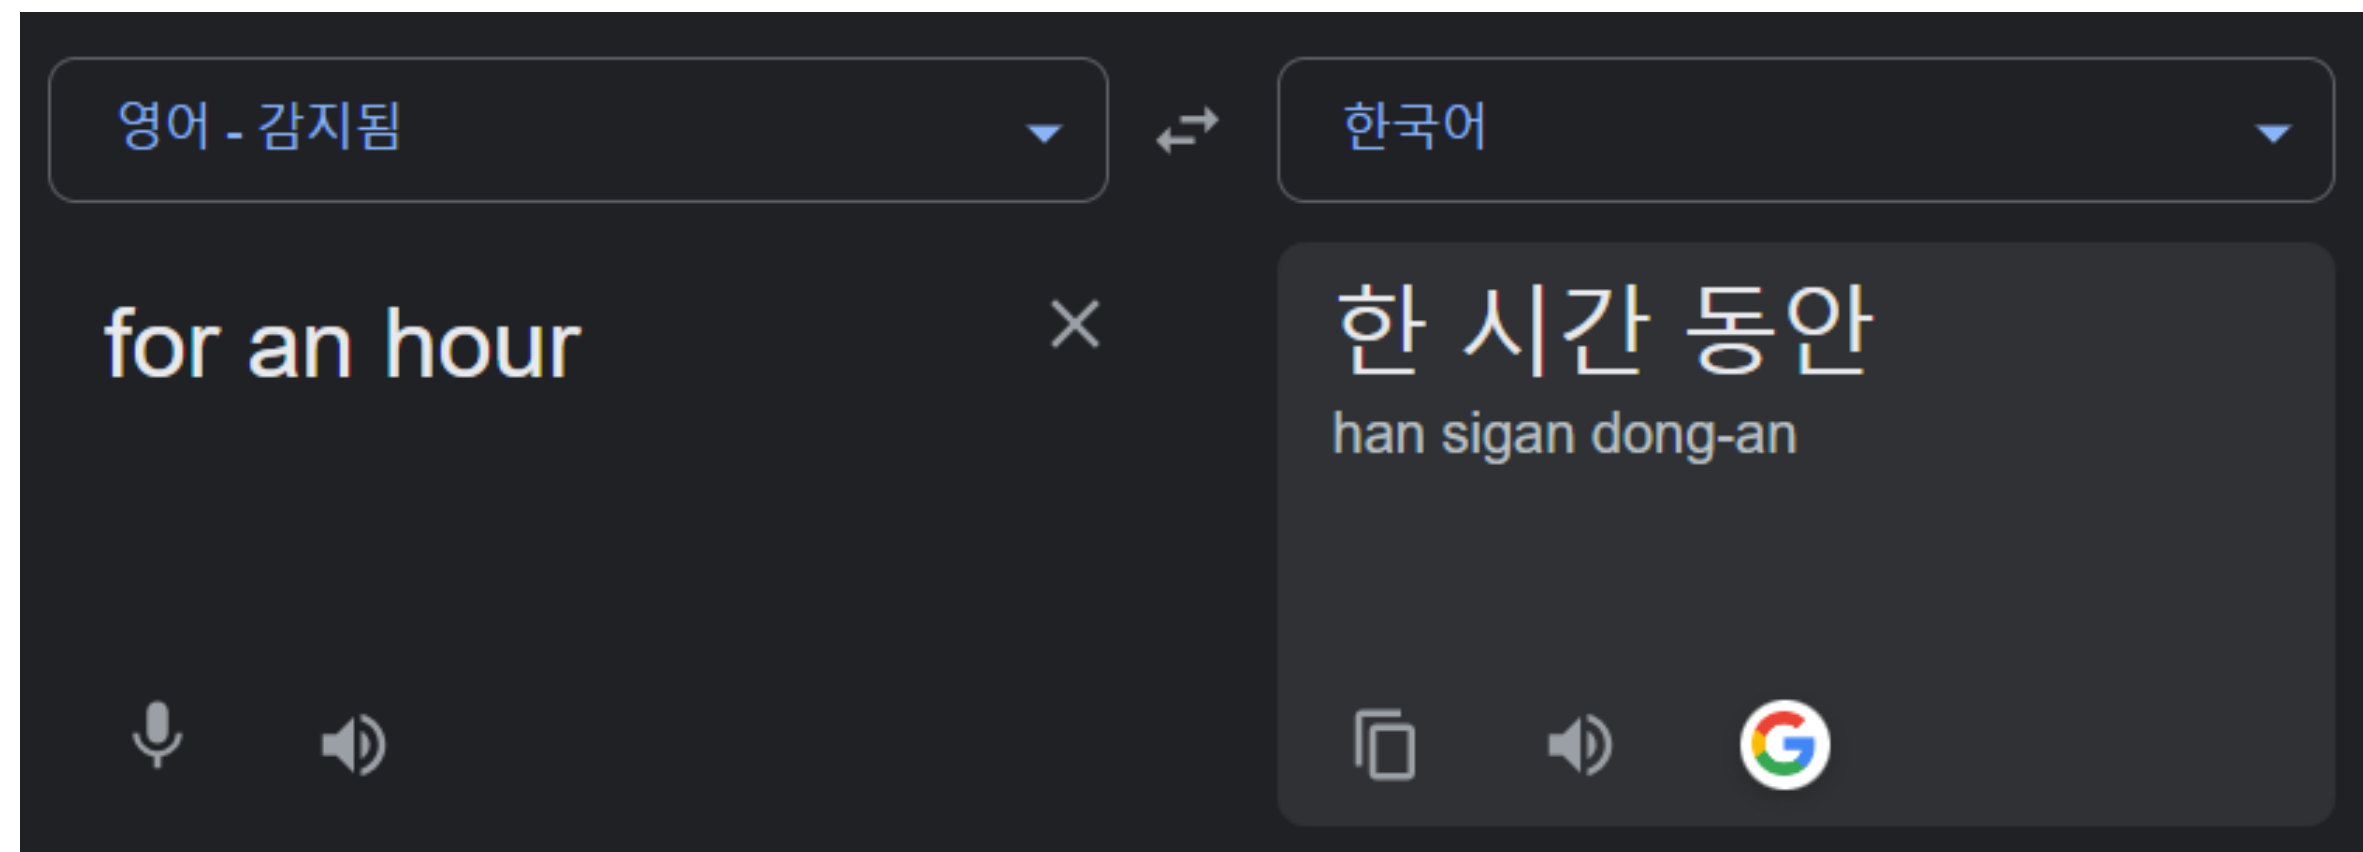 영어 - 감지됨
한국어
for an hour
한 시간 동안
han sigan dong-an